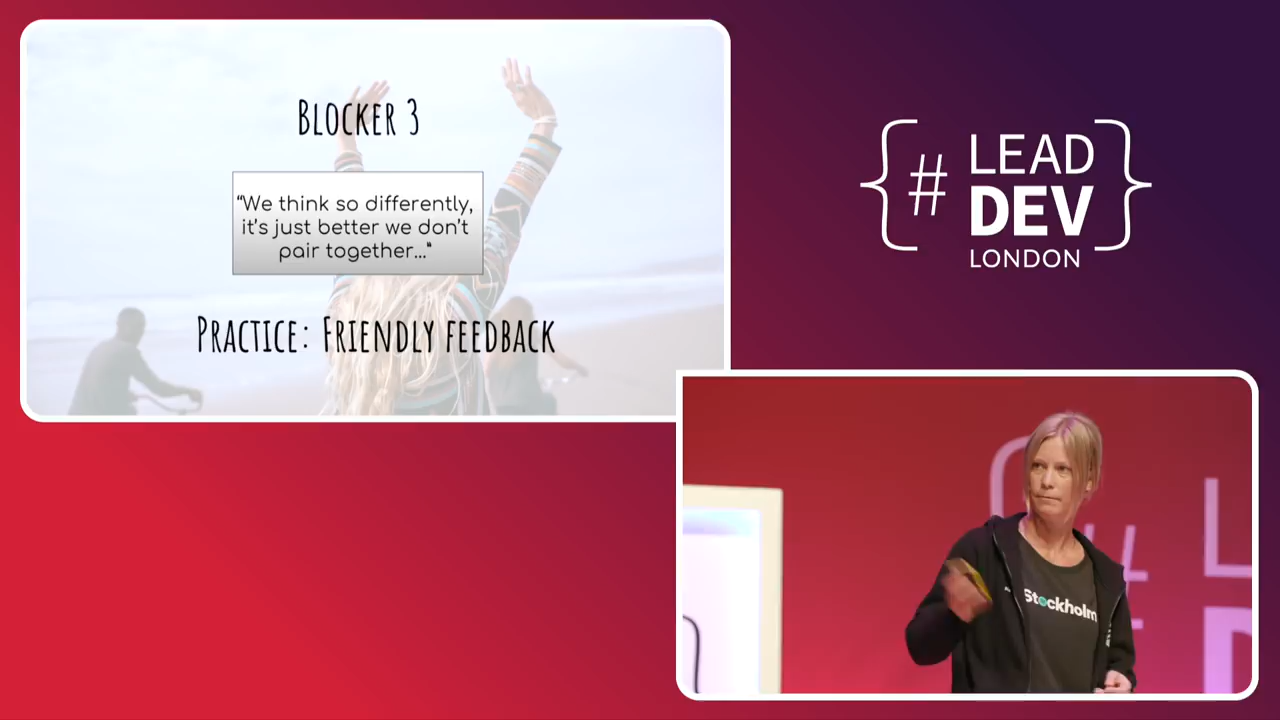 BLOCKER 3
“We think so differently,
it's just better we don't
pair together...“
PRACTICE: FRIENDLY FEEDBACK
{# LEAD
DEV}
LONDON
Stockholm
# L